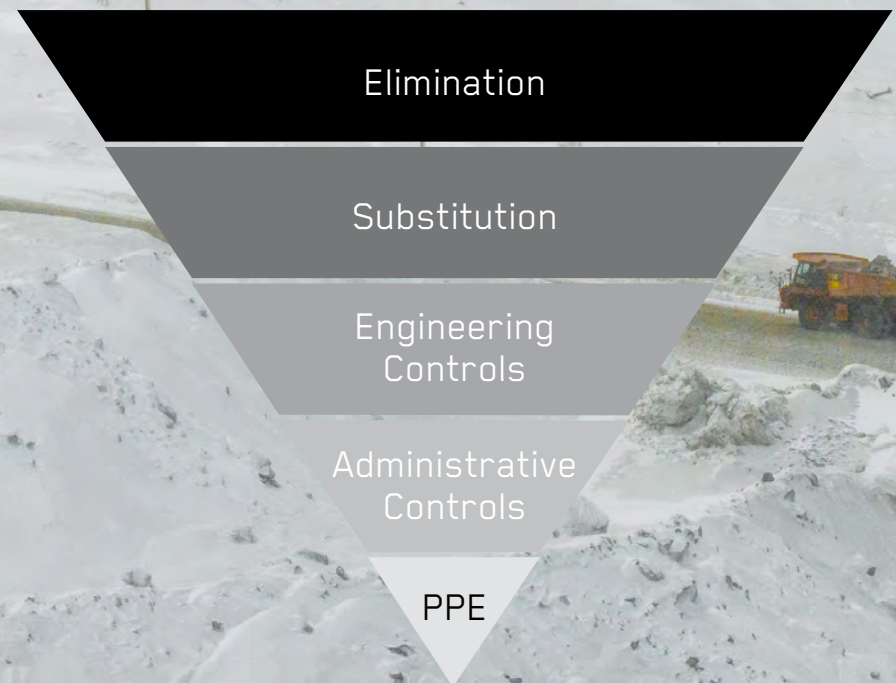 Elimination
Substitution
Engineering
Controls
Administrative
Controls
PPE